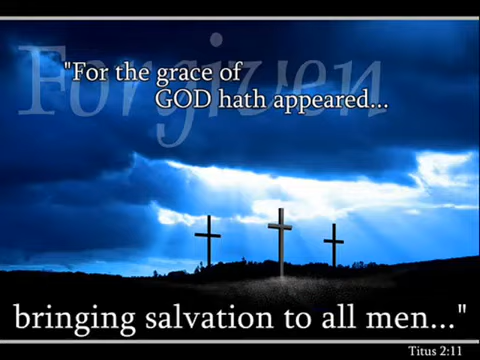 Forgiven
"For the grace of
GOD hath appeared...
bringing salvation to all men..."
Titus 2:11